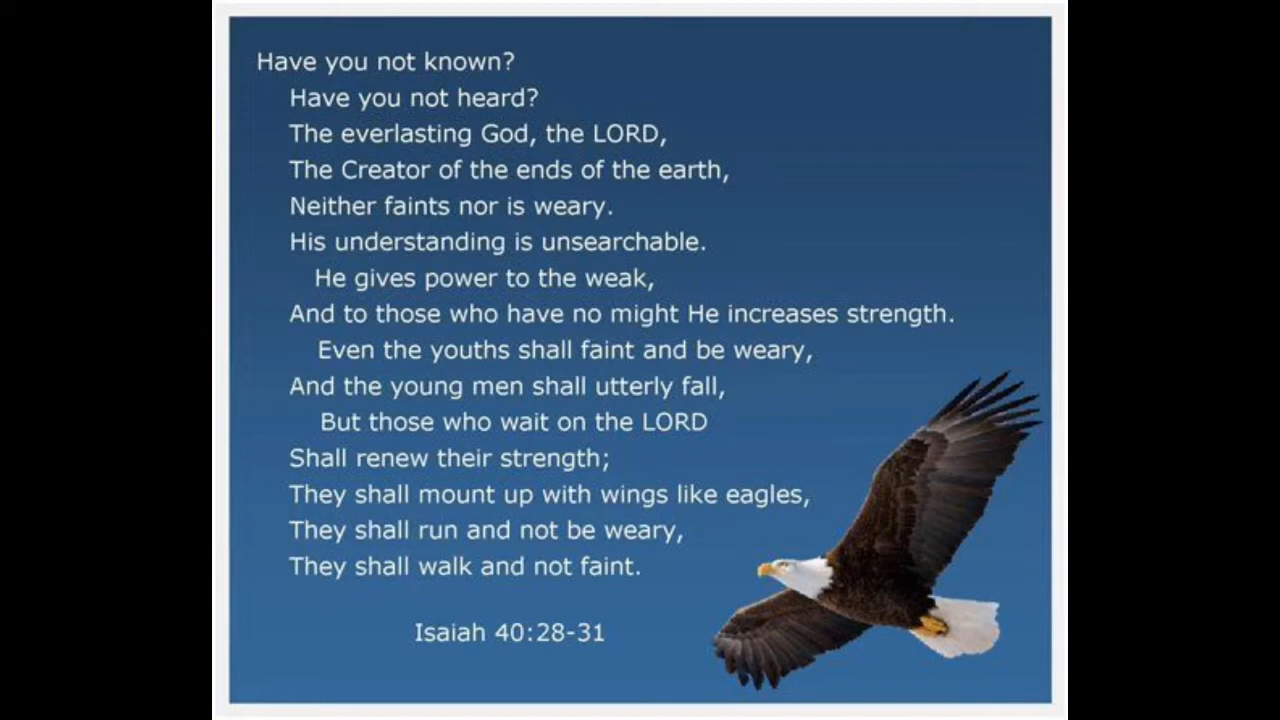 Have you not known?
Have you not heard?
The everlasting God, the LORD,
The Creator of the ends of the earth,
Neither faints nor is weary.
His understanding is unsearchable.
He gives power to the weak,
And to those who have no might He increases strength.
Even the youths shall faint and be weary,
And the young men shall utterly fall,
But those who wait on the LORD
Shall renew their strength;
They shall mount up with wings like eagles,
They shall run and not be weary,
They shall walk and not faint.
Isaiah 40:28-31